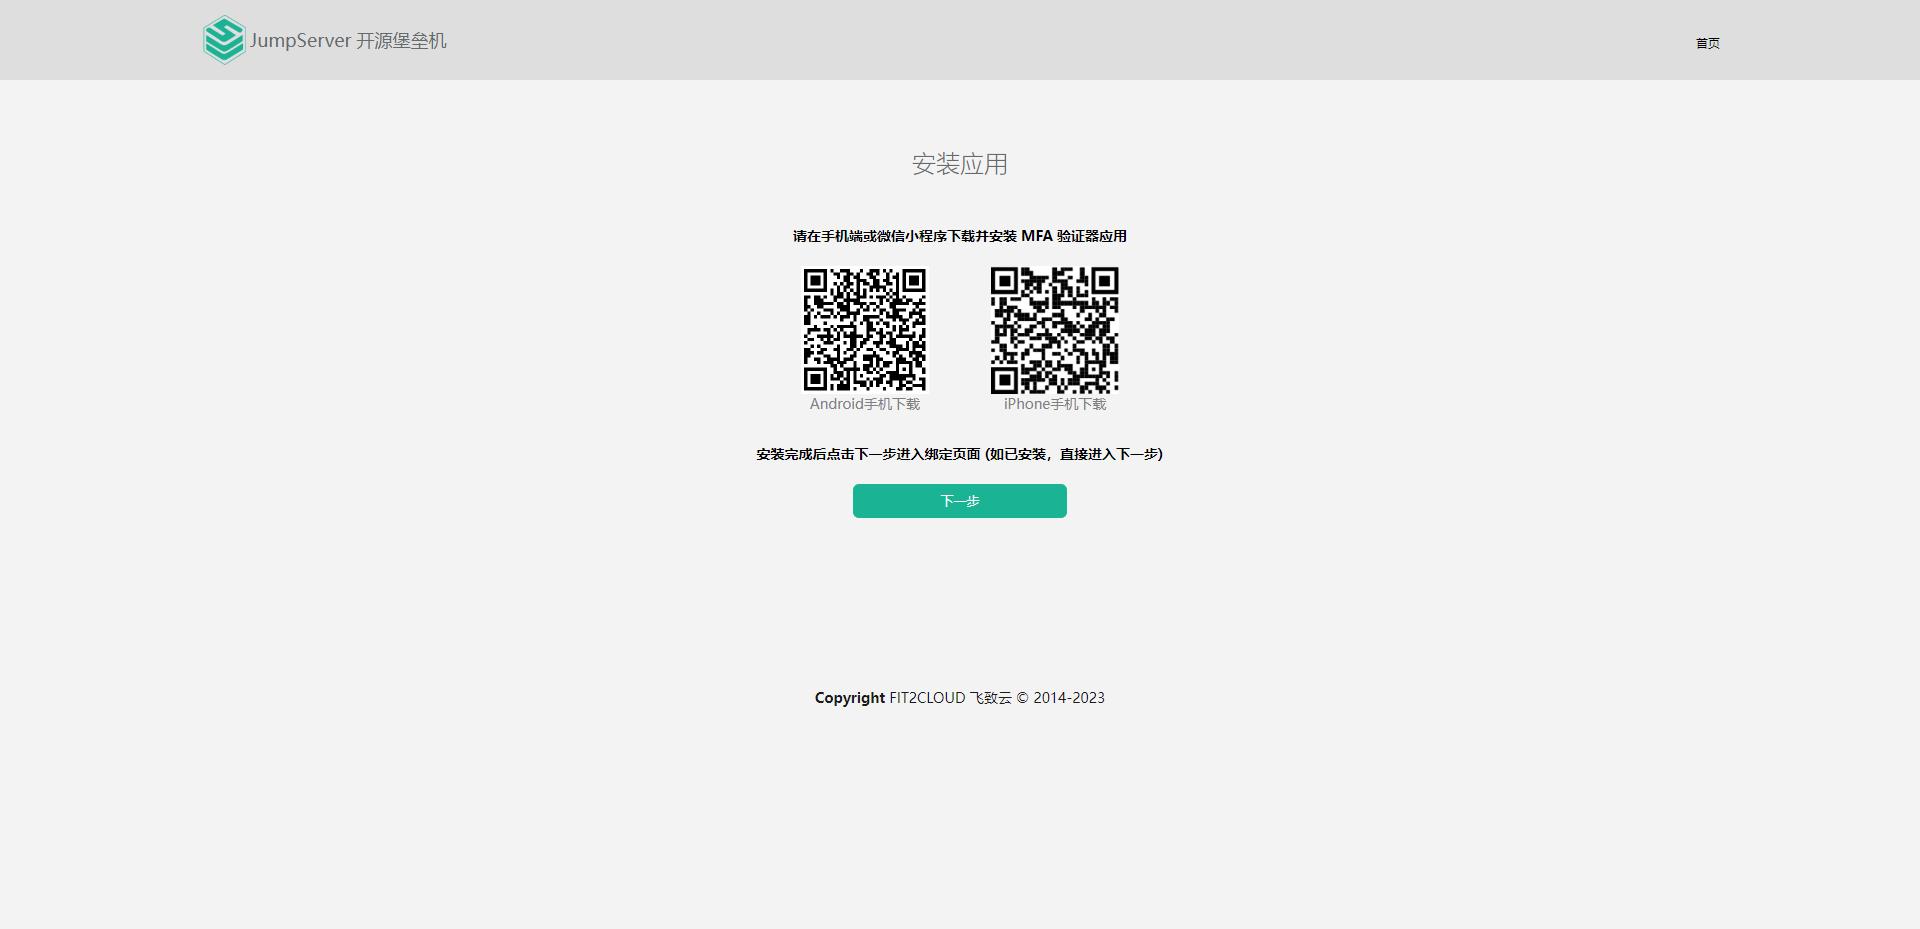 JumpServer 开源堡垒机
首页
安装应用
请在手机端或微信小程序下载并安装 MFA 验证器应用
Android手机下载
iPhone手机下载
安装完成后点击下一步进入绑定页面 (如已安装，直接进入下一步)
下一步
Copyright FIT2CLOUD 飞致云 © 2014-2023